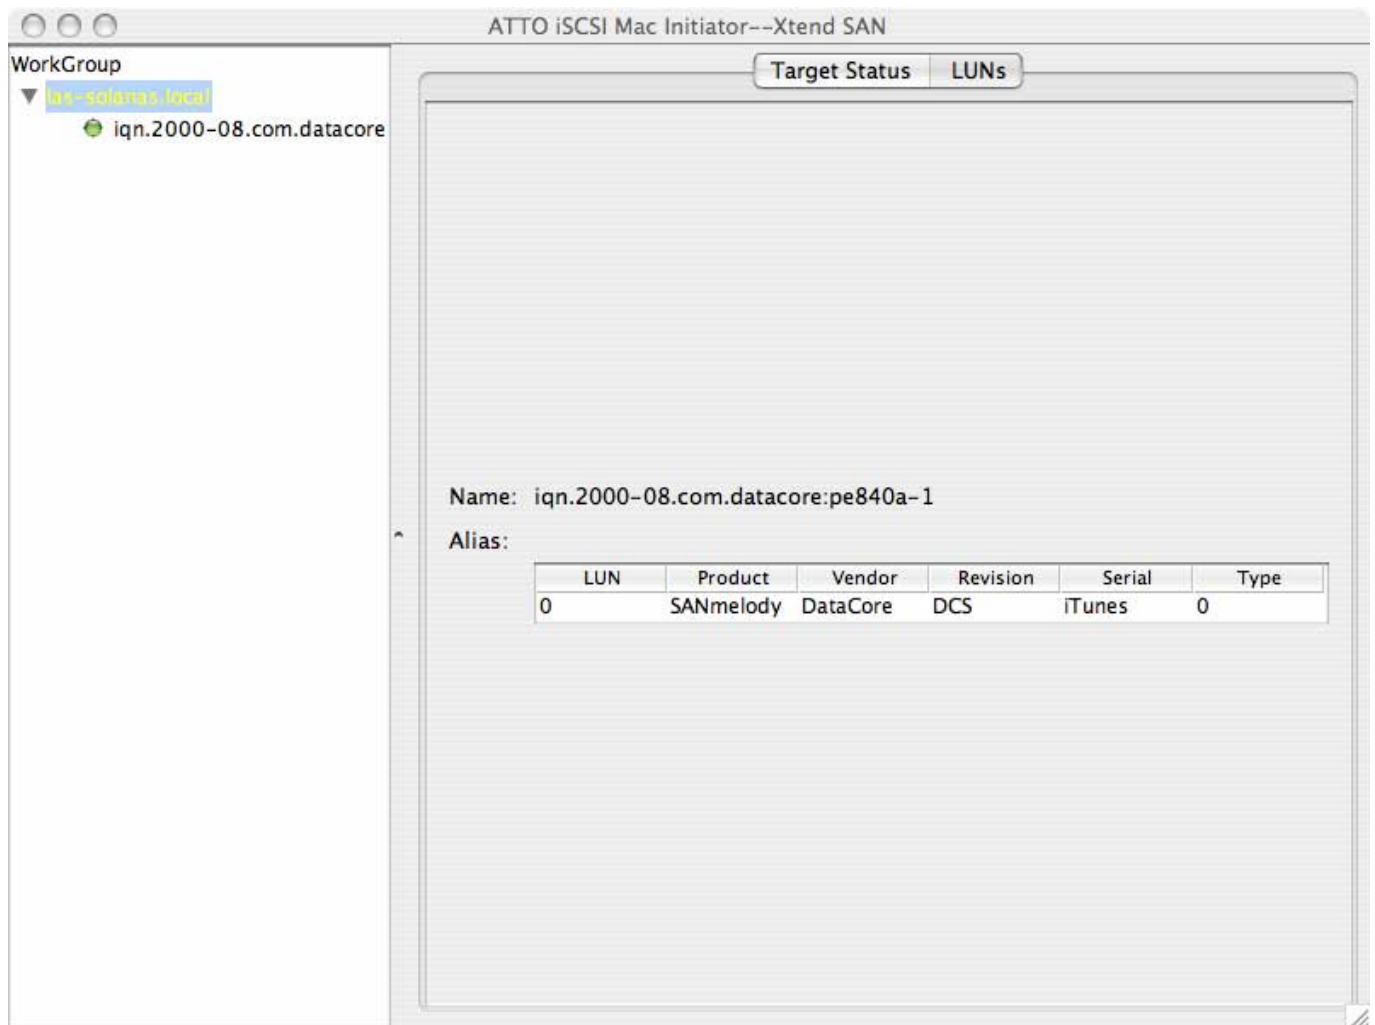 ATTO iSCSI Mac Initiator--Xtend SAN
WorkGroup
las-solanas.local
iqn.2000-08.com.datacore
Target Status LUNs
Name: iqn.2000-08.com.datacore:pe840a-1
Alias:
LUN Product Vendor Revision Serial Type
0 SANmelody DataCore DCS iTunes 0